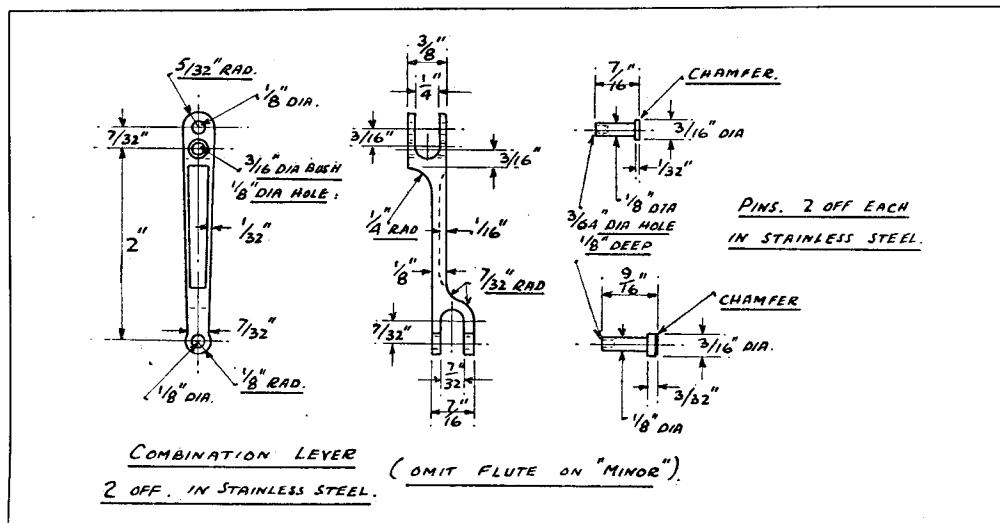 5/32" RAD.
1/8" DIA.
7/32"
3/16" DIA BUSH
1/8" DIA HOLE:
1/32"
2"
7/32"
1/8" DIA.
1/8" RAD.
COMBINATION LEVER
2 OFF. IN STAINLESS STEEL.
3/8"
1/4"
3/16"
3/16"
1/4" RAD
1/16"
1/8"
7/32 RAD
7/32"
7/32"
7/16"
(OMIT FLUTE ON "MINOR").
7/16"
CHAMFER.
3/16" DIA
1/32"
1/8" DIA
3/64" DIA HOLE
1/8" DEEP
PINS. 2 OFF EACH
IN STAINLESS STEEL.
9/16"
CHAMFER
3/16" DIA.
3/32"
1/8" DIA